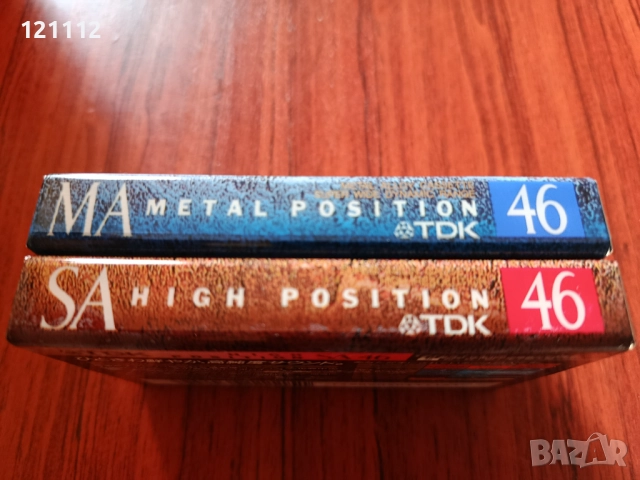 121112
MA METAL POSITION 46
TDK
SA HIGH POSITION 46
TDK
BAZAR